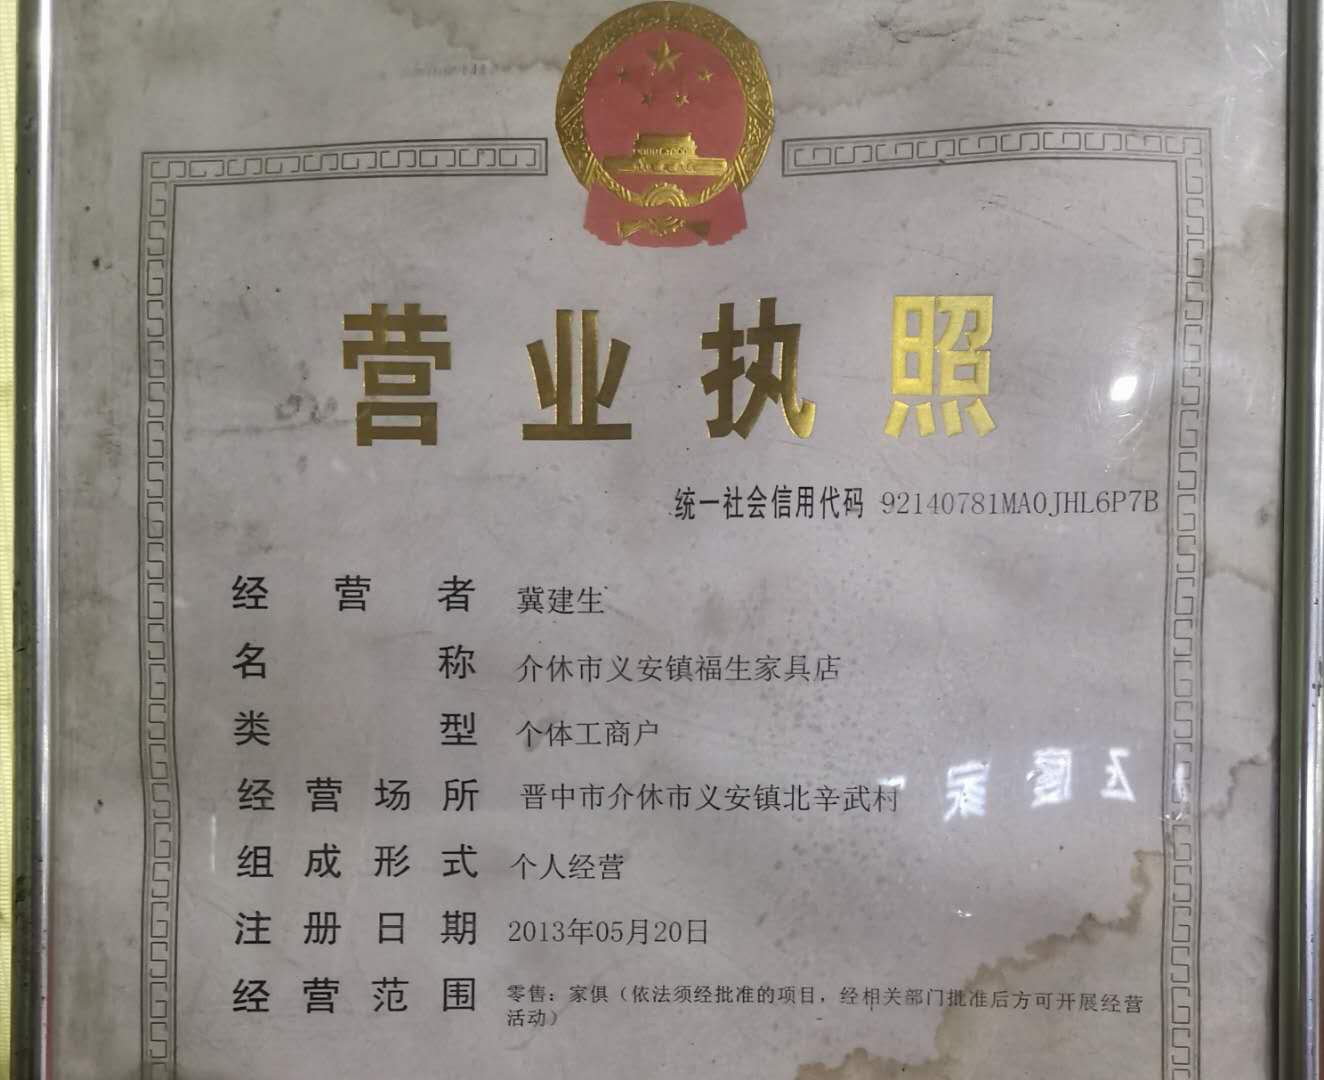 营业执照
统一社会信用代码 92140781MA0JHL6P7B
经营者 冀建生
名称 介休市义安镇福生家具店
类型 个体工商户
经营场所 晋中市介休市义安镇北辛武村
组成形式 个人经营
注册日期 2013年05月20日
经营范围 零售：家俱（依法须经批准的项目，经相关部门批准后方可开展经营
活动）